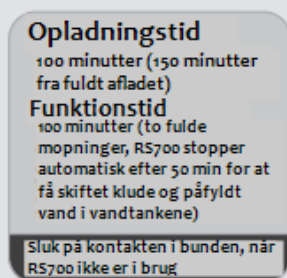 Opladningstid
100 minutter (150 minutter
fra fuldt afladet)
Funktionstid
100 minutter (to fulde
mopninger, RS700 stopper
automatisk efter 50 min for at
få skiftet klude og påfyldt
vand i vandtankene)
Sluk på kontakten i bunden, når
RS700 ikke er i brug